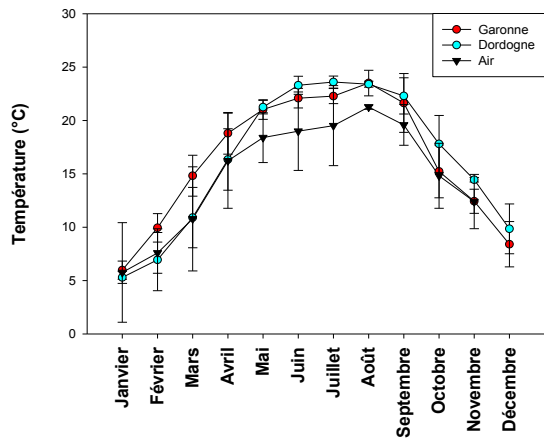 30
25
20
15
10
5
0
Température (°C)
Garonne
Dordogne
Air
Janvier
Février
Mars
Avril
Mai
Juin
Juillet
Août
Septembre
Octobre
Novembre
Décembre